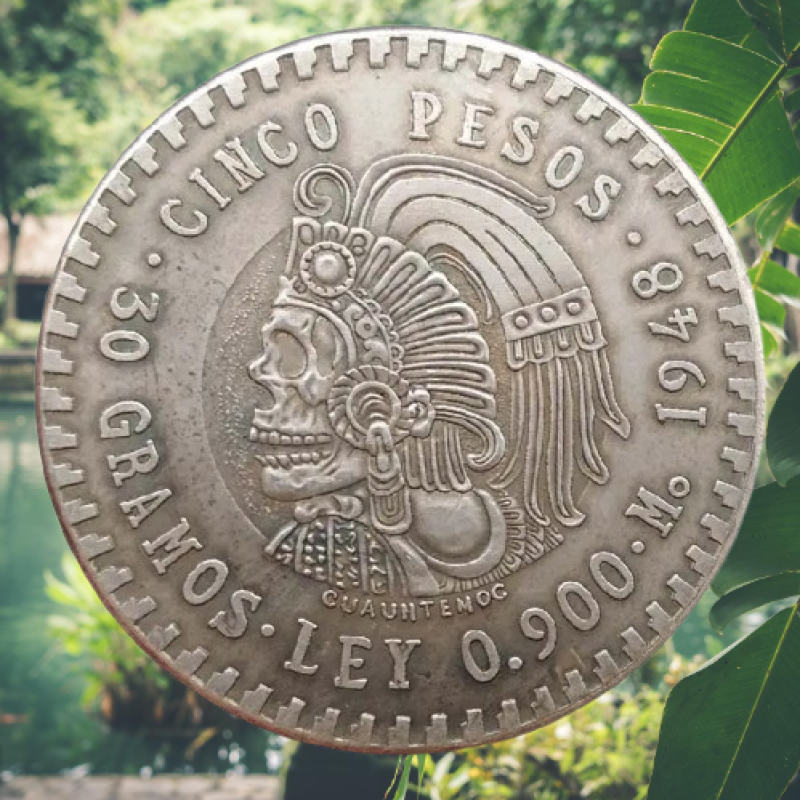 CINCO PESOS · 1948 · Mo · LEY 0.900 · 30 GRAMOS ·
CUAUHTEMOC